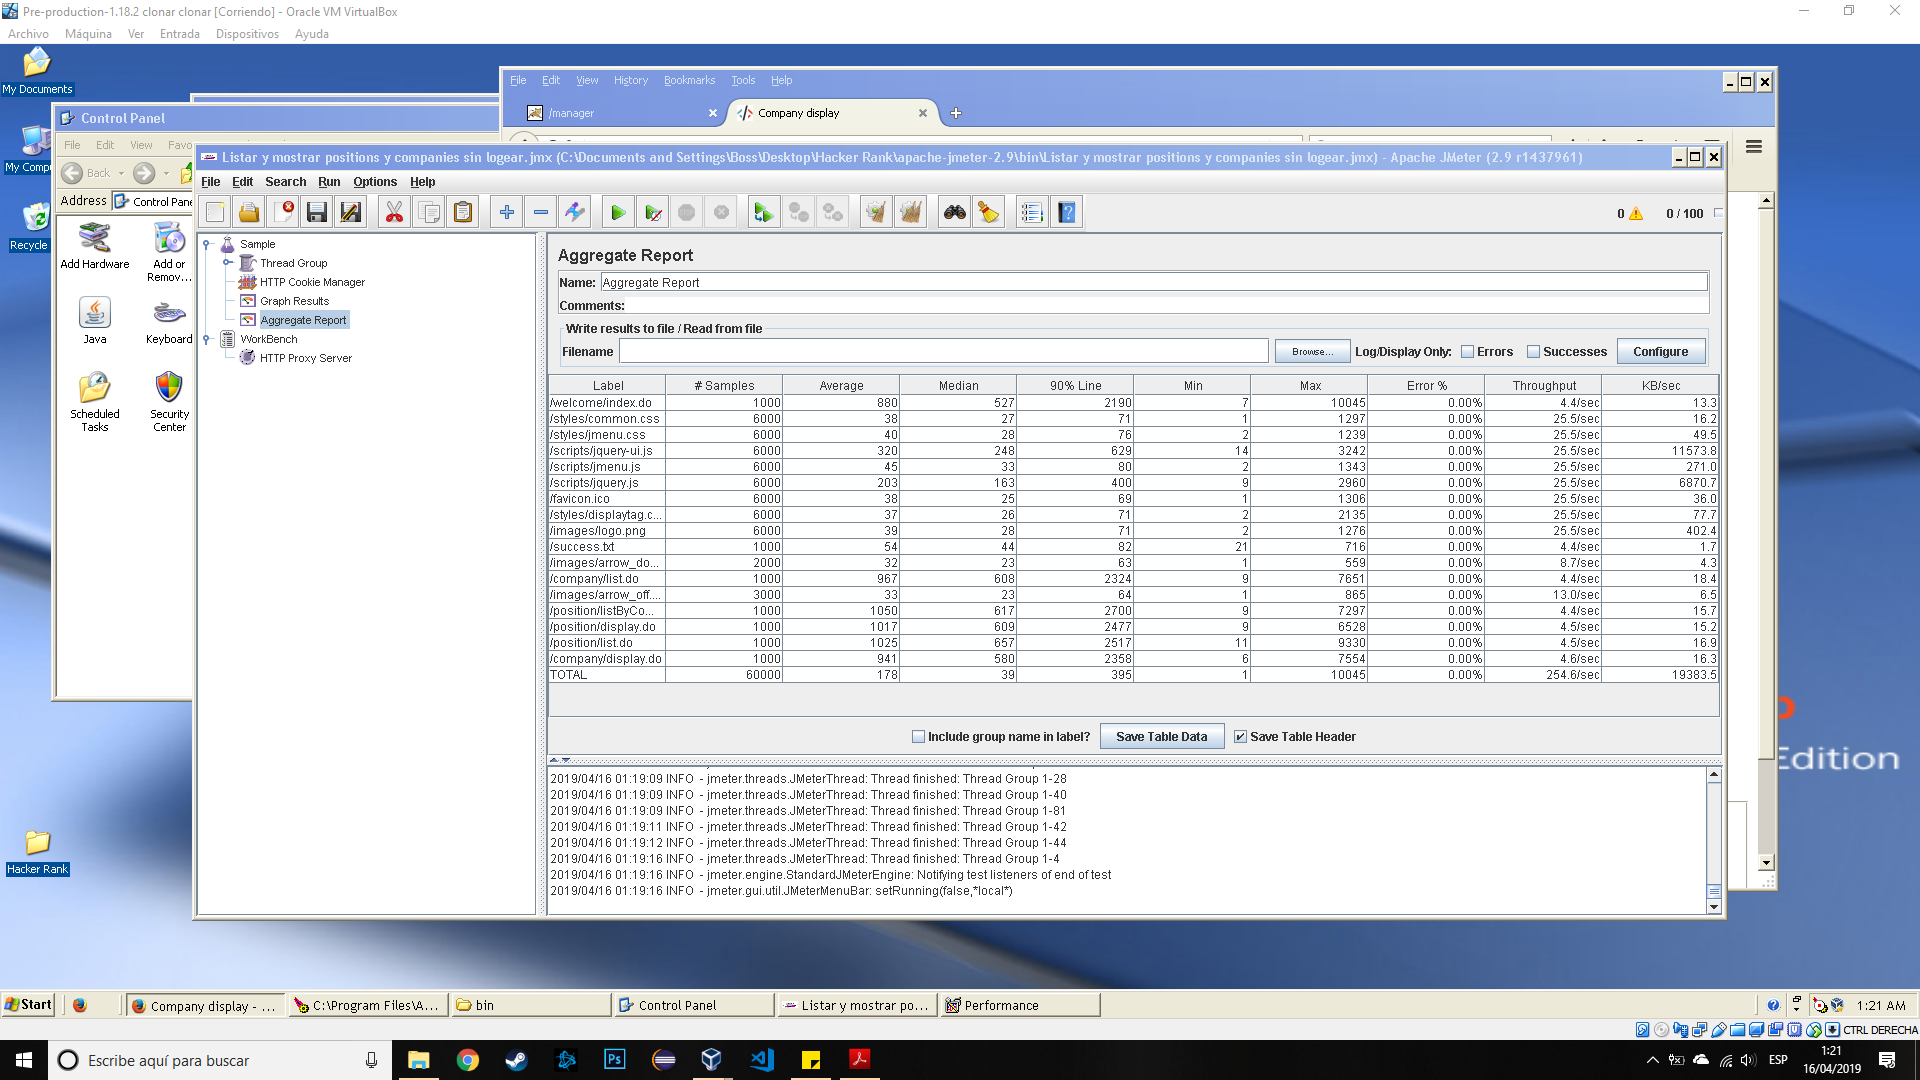 Pre-production-1.18.2 clonar clonar [Corriendo] - Oracle VM VirtualBox
Archivo Máquina Ver Entrada Dispositivos Ayuda
My Documents
My Compu
Recycle
Hacker Rank
File Edit View History Bookmarks Tools Help
/manager
Company display
Control Panel
File Edit View Favo
Back
Address Control Pane
Add Hardware
Add or Remov...
Java
Keyboard
Scheduled Tasks
Security Center
Listar y mostrar positions y companies sin logear.jmx (C:\Documents and Settings\Boss\Desktop\Hacker Rank\apache-jmeter-2.9\bin\Listar y mostrar positions y companies sin logear.jmx) - Apache JMeter (2.9 r1437961)
File Edit Search Run Options Help
0 0 / 100
Sample
Thread Group
HTTP Cookie Manager
Graph Results
Aggregate Report
WorkBench
HTTP Proxy Server
Aggregate Report
Name: Aggregate Report
Comments:
Write results to file / Read from file
Filename Browse... Log/Display Only: Errors Successes Configure
Label # Samples Average Median 90% Line Min Max Error % Throughput KB/sec
/welcome/index.do 1000 880 527 2190 7 10045 0.00% 4.4/sec 13.3
/styles/common.css 6000 38 27 71 1 1297 0.00% 25.5/sec 16.2
/styles/jmenu.css 6000 40 28 76 2 1239 0.00% 25.5/sec 49.5
/scripts/jquery-ui.js 6000 320 248 629 14 3242 0.00% 25.5/sec 11573.8
/scripts/jmenu.js 6000 45 33 80 2 1343 0.00% 25.5/sec 271.0
/scripts/jquery.js 6000 203 163 400 9 2960 0.00% 25.5/sec 6870.7
/favicon.ico 6000 38 25 69 1 1306 0.00% 25.5/sec 36.0
/styles/displaytag.c... 6000 37 26 71 2 2135 0.00% 25.5/sec 77.7
/images/logo.png 6000 39 28 71 2 1276 0.00% 25.5/sec 402.4
/success.txt 1000 54 44 82 21 716 0.00% 4.4/sec 1.7
/images/arrow_do... 2000 32 23 63 1 559 0.00% 8.7/sec 4.3
/company/list.do 1000 967 608 2324 9 7651 0.00% 4.4/sec 18.4
/images/arrow_off.... 3000 33 23 64 1 865 0.00% 13.0/sec 6.5
/position/listByCo... 1000 1050 617 2700 9 7297 0.00% 4.4/sec 15.7
/position/display.do 1000 1017 609 2477 9 6528 0.00% 4.5/sec 15.2
/position/list.do 1000 1025 657 2517 11 9330 0.00% 4.5/sec 16.9
/company/display.do 1000 941 580 2358 6 7554 0.00% 4.6/sec 16.3
TOTAL 60000 178 39 395 1 10045 0.00% 254.6/sec 19383.5
Include group name in label? Save Table Data Save Table Header
2019/04/16 01:19:09 INFO - jmeter.threads.JMeterThread: Thread finished: Thread Group 1-28
2019/04/16 01:19:09 INFO - jmeter.threads.JMeterThread: Thread finished: Thread Group 1-40
2019/04/16 01:19:09 INFO - jmeter.threads.JMeterThread: Thread finished: Thread Group 1-81
2019/04/16 01:19:11 INFO - jmeter.threads.JMeterThread: Thread finished: Thread Group 1-42
2019/04/16 01:19:12 INFO - jmeter.threads.JMeterThread: Thread finished: Thread Group 1-44
2019/04/16 01:19:16 INFO - jmeter.threads.JMeterThread: Thread finished: Thread Group 1-4
2019/04/16 01:19:16 INFO - jmeter.engine.StandardJMeterEngine: Notifying test listeners of end of test
2019/04/16 01:19:16 INFO - jmeter.gui.util.JMeterMenuBar: setRunning(false,*local*)
Edition
Start Company display - ... C:\Program Files\A... bin Control Panel Listar y mostrar po... Performance 1:21 AM
CTRL DERECHA
Escribe aquí para buscar
Ps
ESP
1:21
16/04/2019